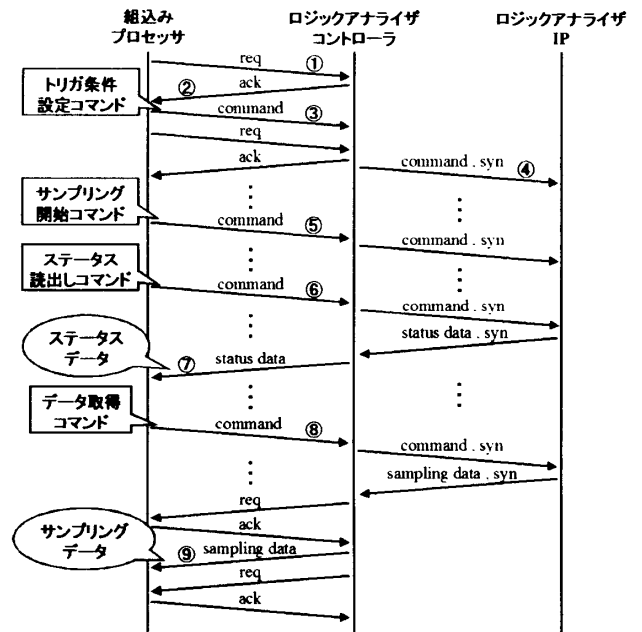 組込み
プロセッサ
ロジックアナライザ
コントローラ
ロジックアナライザ
IP
req ①
② ack
トリガ条件
設定コマンド
command ③
req
ack
command . syn ④
サンプリング
開始コマンド
command ⑤
ステータス
読出しコマンド
command ⑥
command . syn
status data . syn
ステータス
データ
⑦ status data
データ取得
コマンド
command ⑧
command . syn
sampling data . syn
req
ack
サンプリング
データ
⑨ sampling data
req
ack